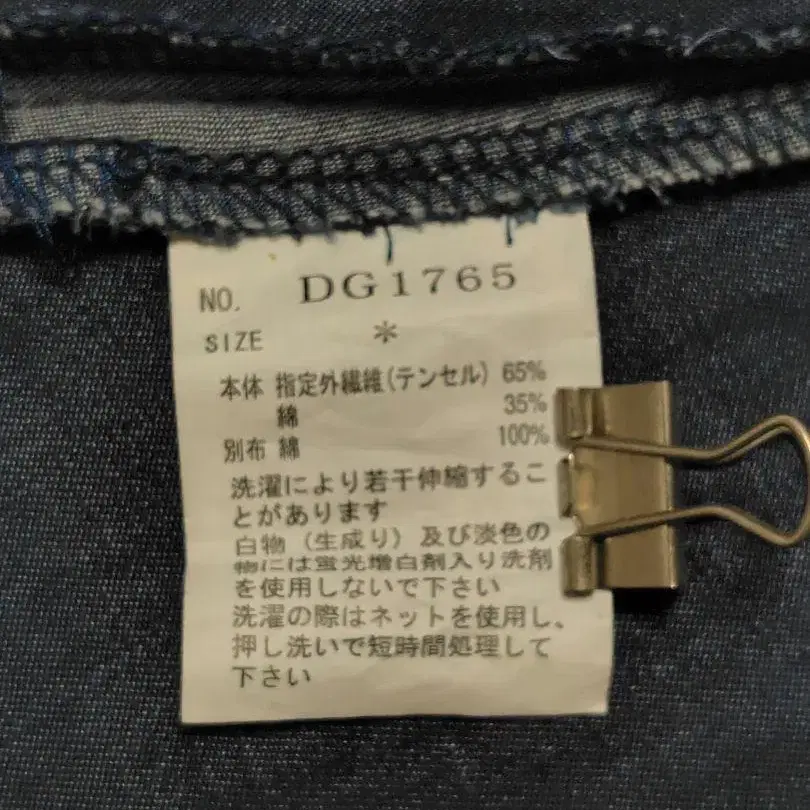 NO. DG1765
SIZE *
本体 指定外繊維(テンセル) 65%
綿 35%
別布 綿 100%
洗濯により若干伸縮するこ
とがあります
白物（生成り）及び淡色の
物には蛍光増白剤入り洗剤
を使用しないで下さい
洗濯の際はネットを使用し、
押し洗いで短時間処理して
下さい